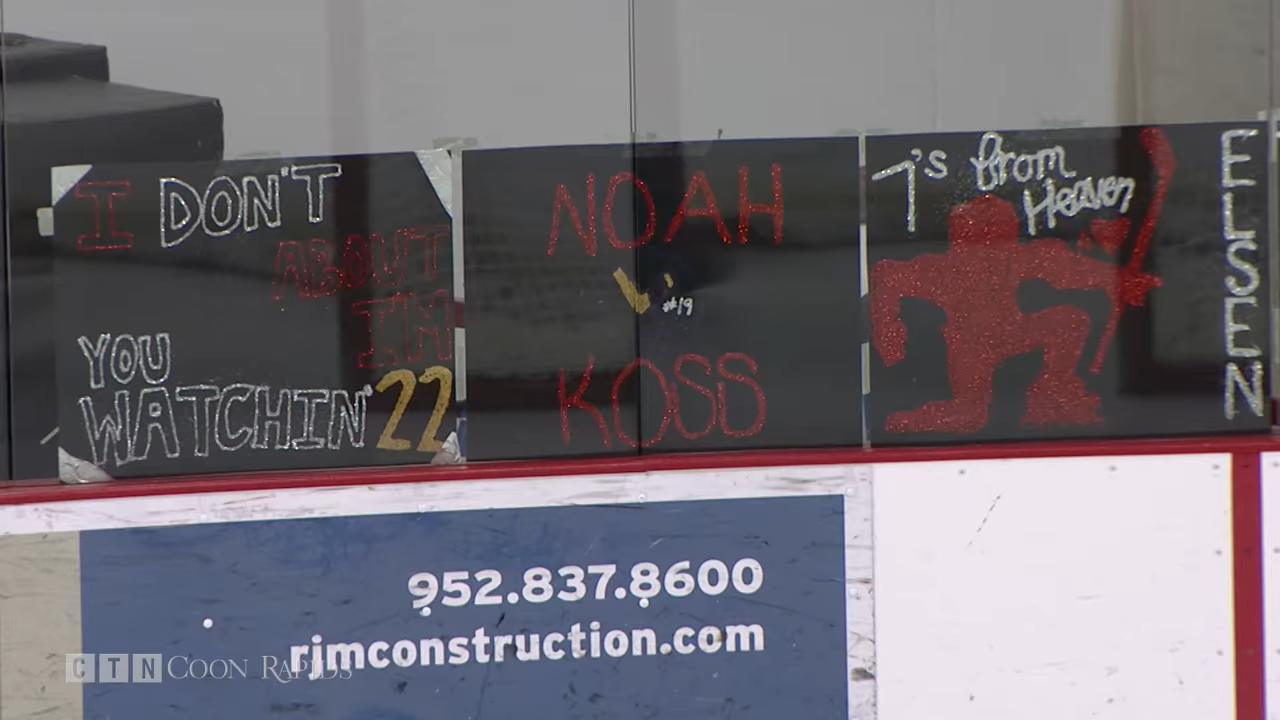 I DON'T
ABOUT
YOU I'M
WATCHIN' 22
NOAH
#19
KOSS
7's from
Heaven
ELSEN
952.837.8600
rjmconstruction.com
CTN COON RAPIDS